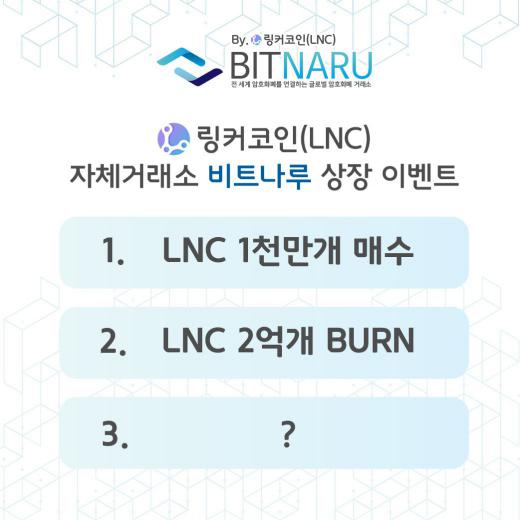 By. 링커코인(LNC)
BITNARU
전 세계 암호화폐를 연결하는 글로벌 암호화폐 거래소
링커코인(LNC)
자체거래소 비트나루 상장 이벤트
1. LNC 1천만개 매수
2. LNC 2억개 BURN
3. ?